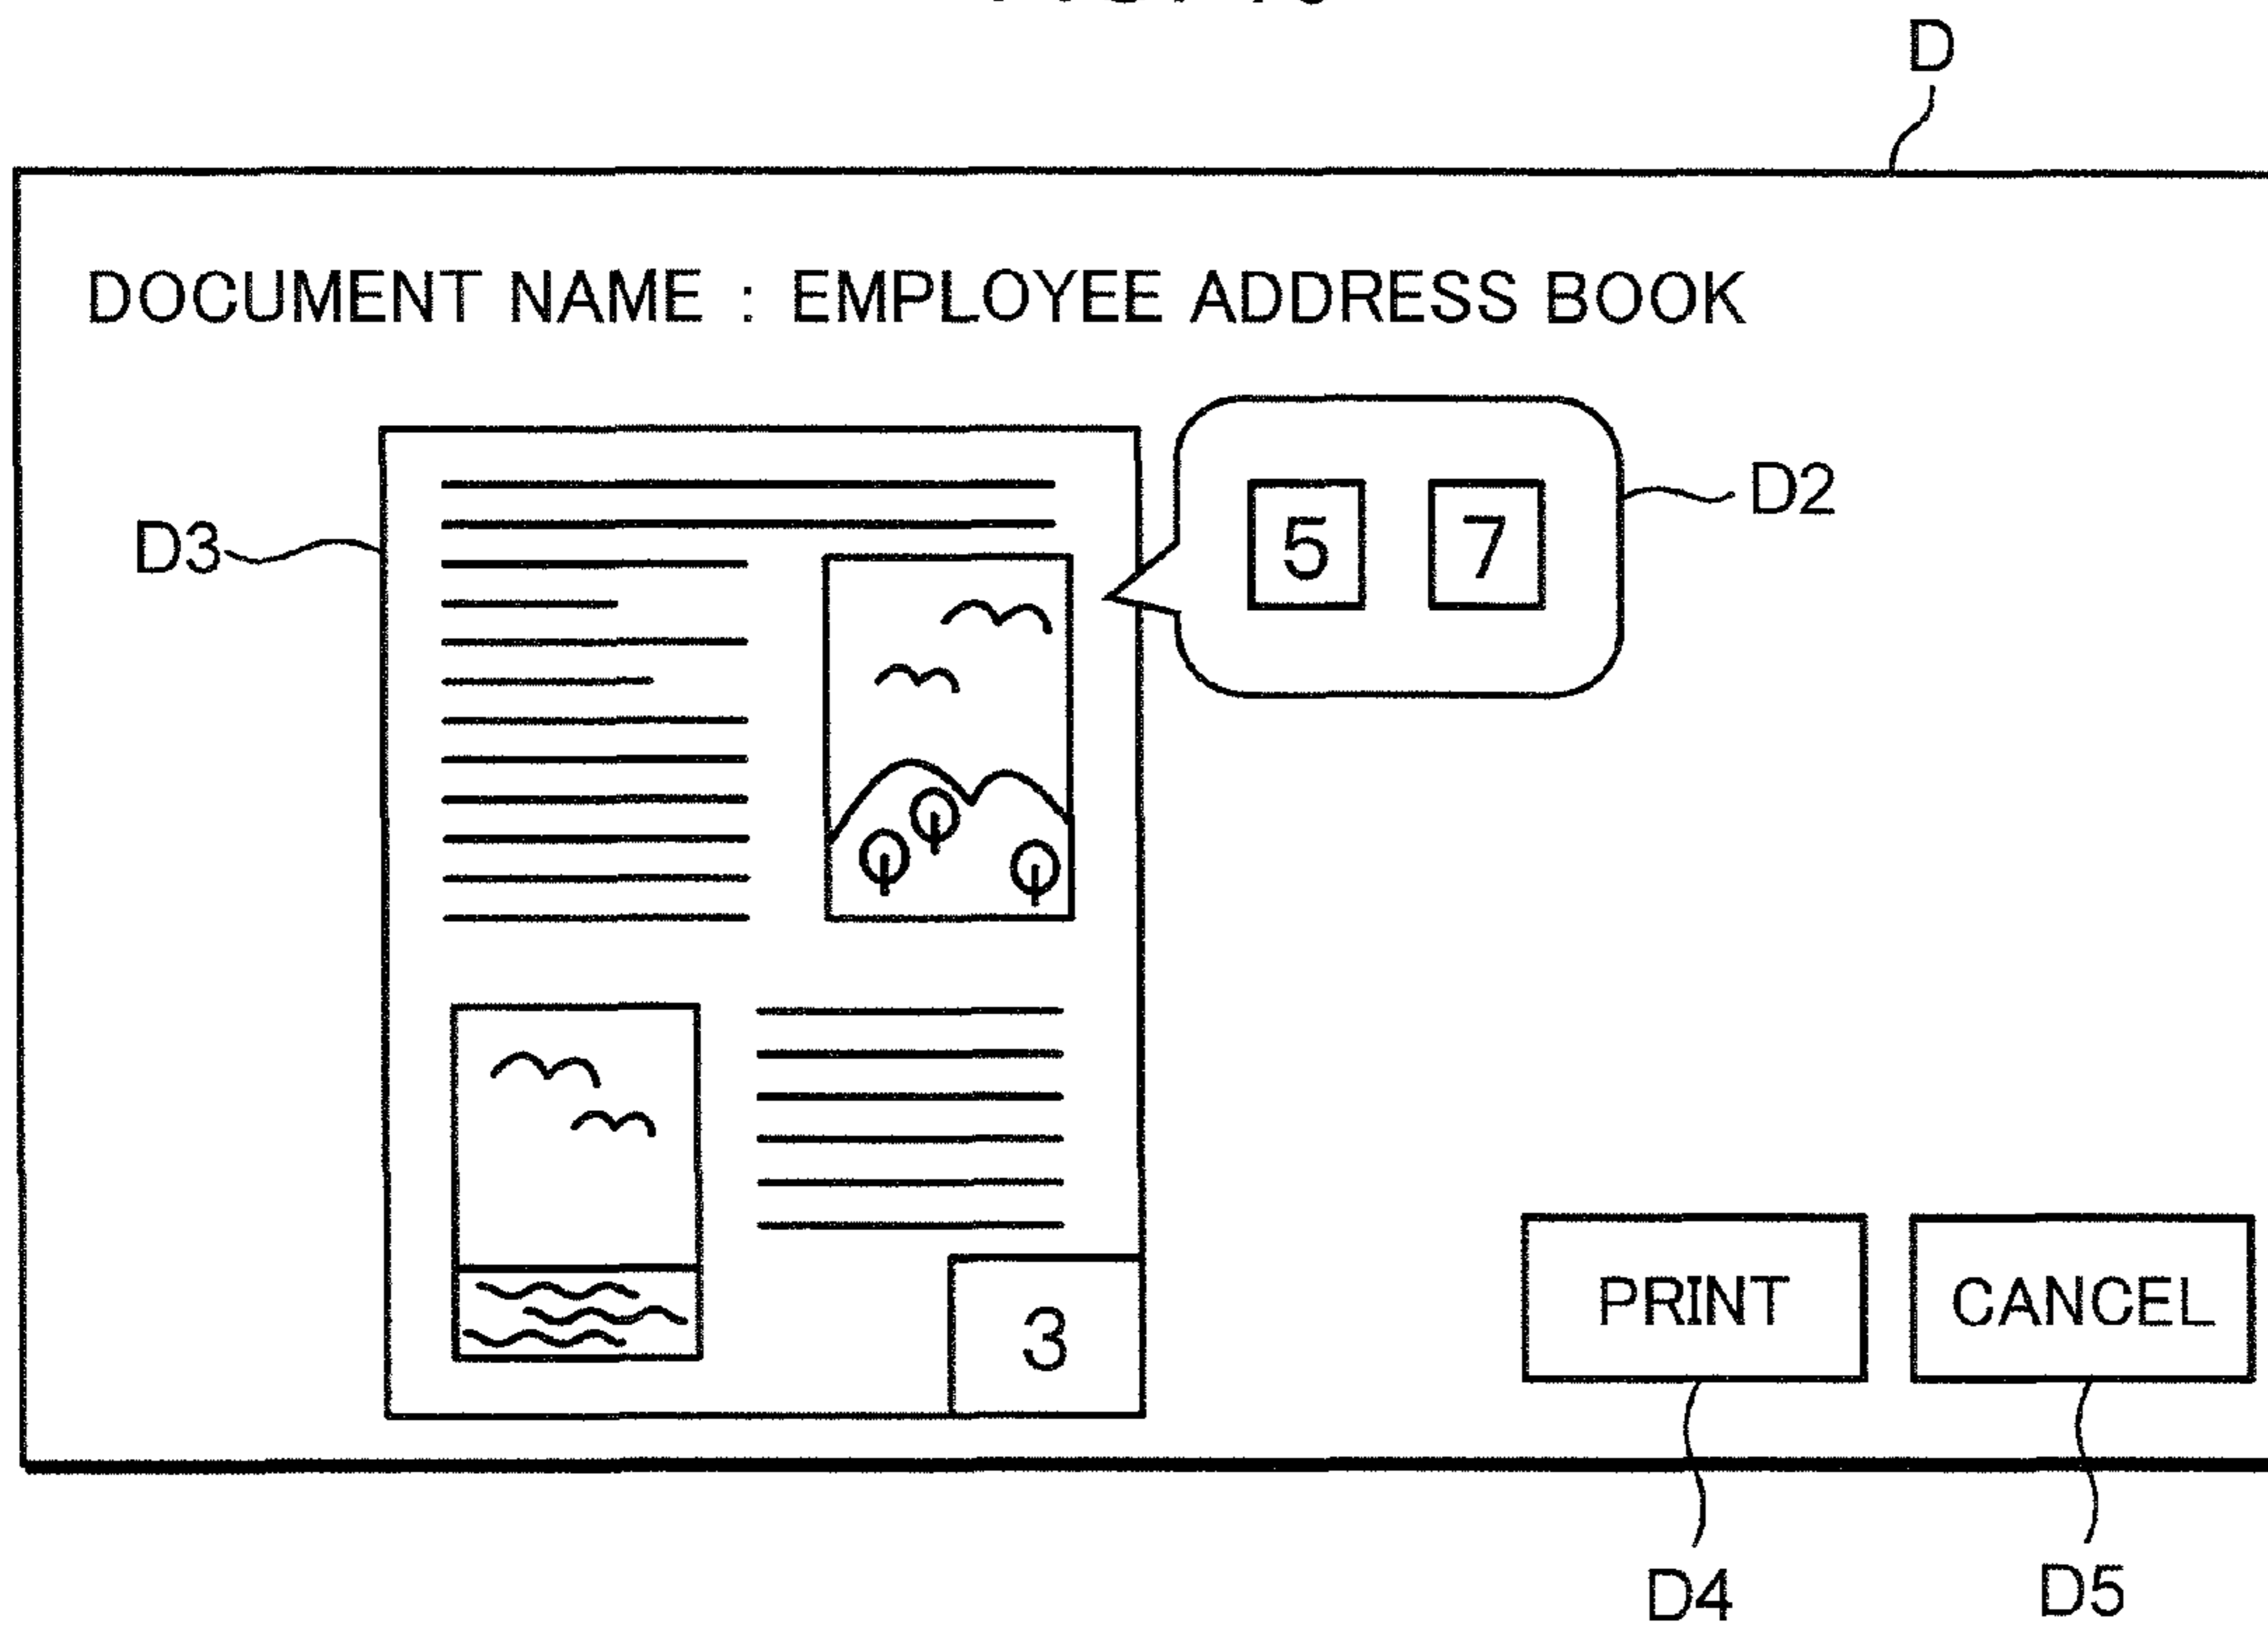 D
DOCUMENT NAME : EMPLOYEE ADDRESS BOOK
D3
5 7
D2
3
PRINT
CANCEL
D4
D5